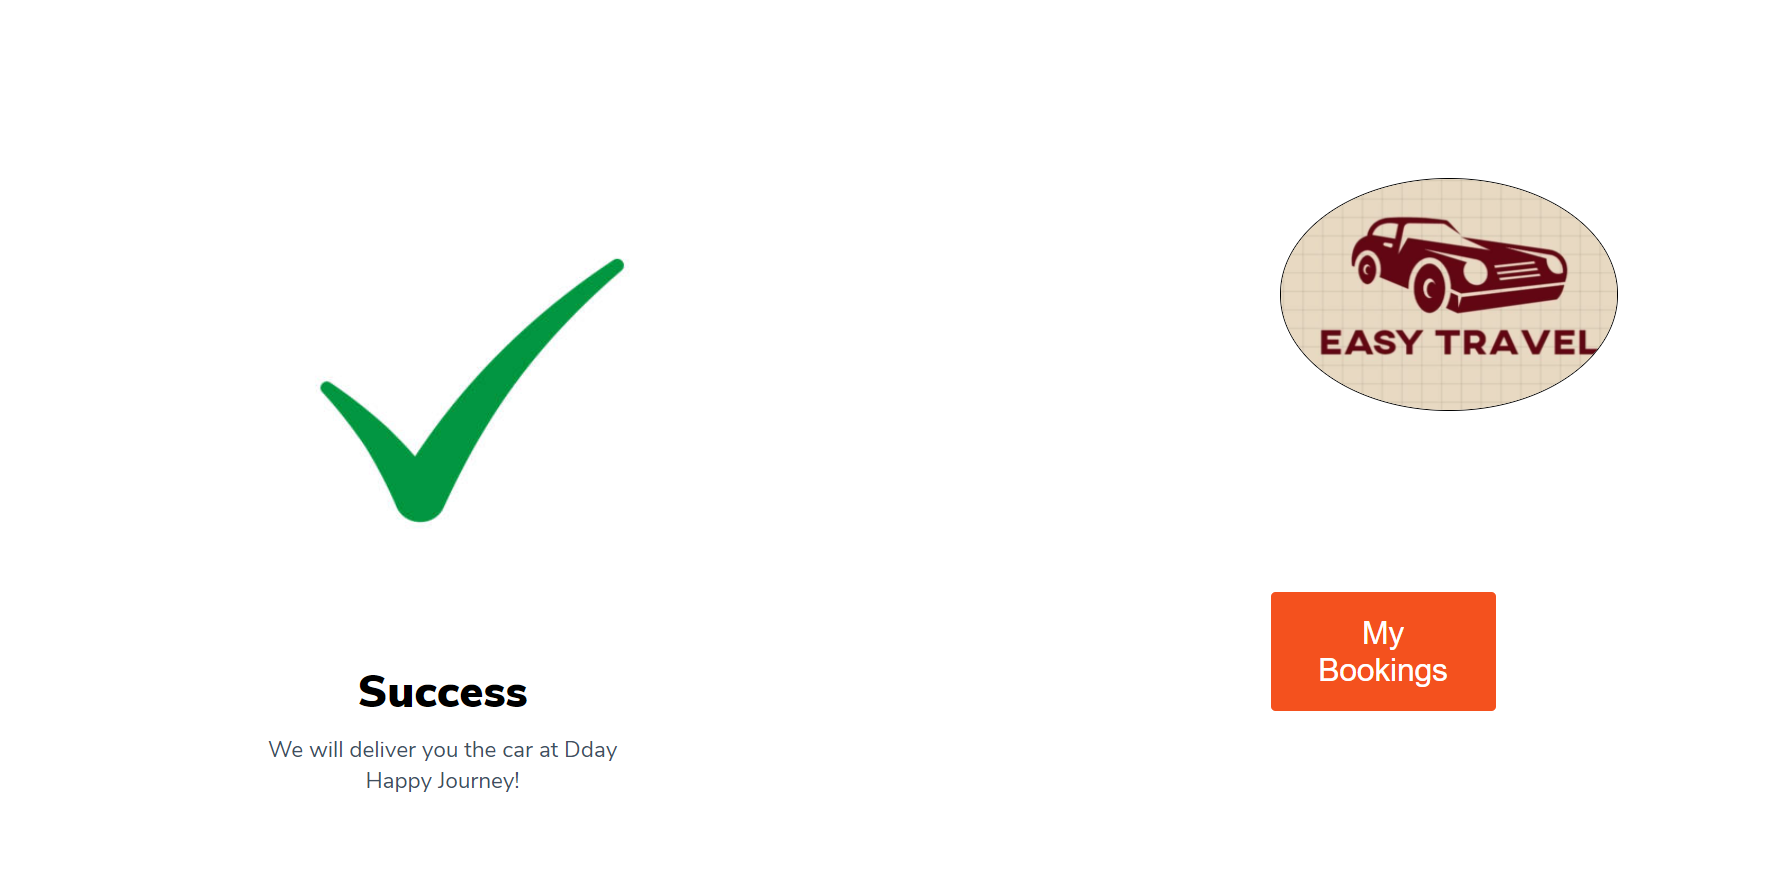 EASY TRAVEL
My
Bookings
Success
We will deliver you the car at Dday
Happy Journey!